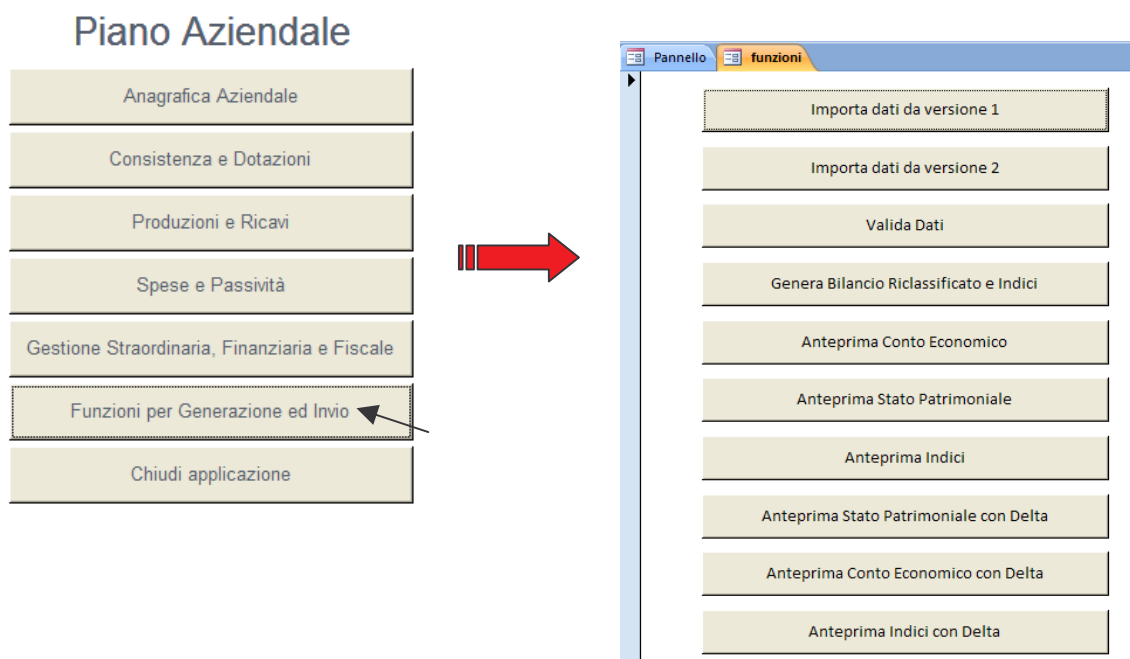 Piano Aziendale
Anagrafica Aziendale
Consistenza e Dotazioni
Produzioni e Ricavi
Spese e Passività
Gestione Straordinaria, Finanziaria e Fiscale
Funzioni per Generazione ed Invio
Chiudi applicazione
Pannello
funzioni
Importa dati da versione 1
Importa dati da versione 2
Valida Dati
Genera Bilancio Riclassificato e Indici
Anteprima Conto Economico
Anteprima Stato Patrimoniale
Anteprima Indici
Anteprima Stato Patrimoniale con Delta
Anteprima Conto Economico con Delta
Anteprima Indici con Delta